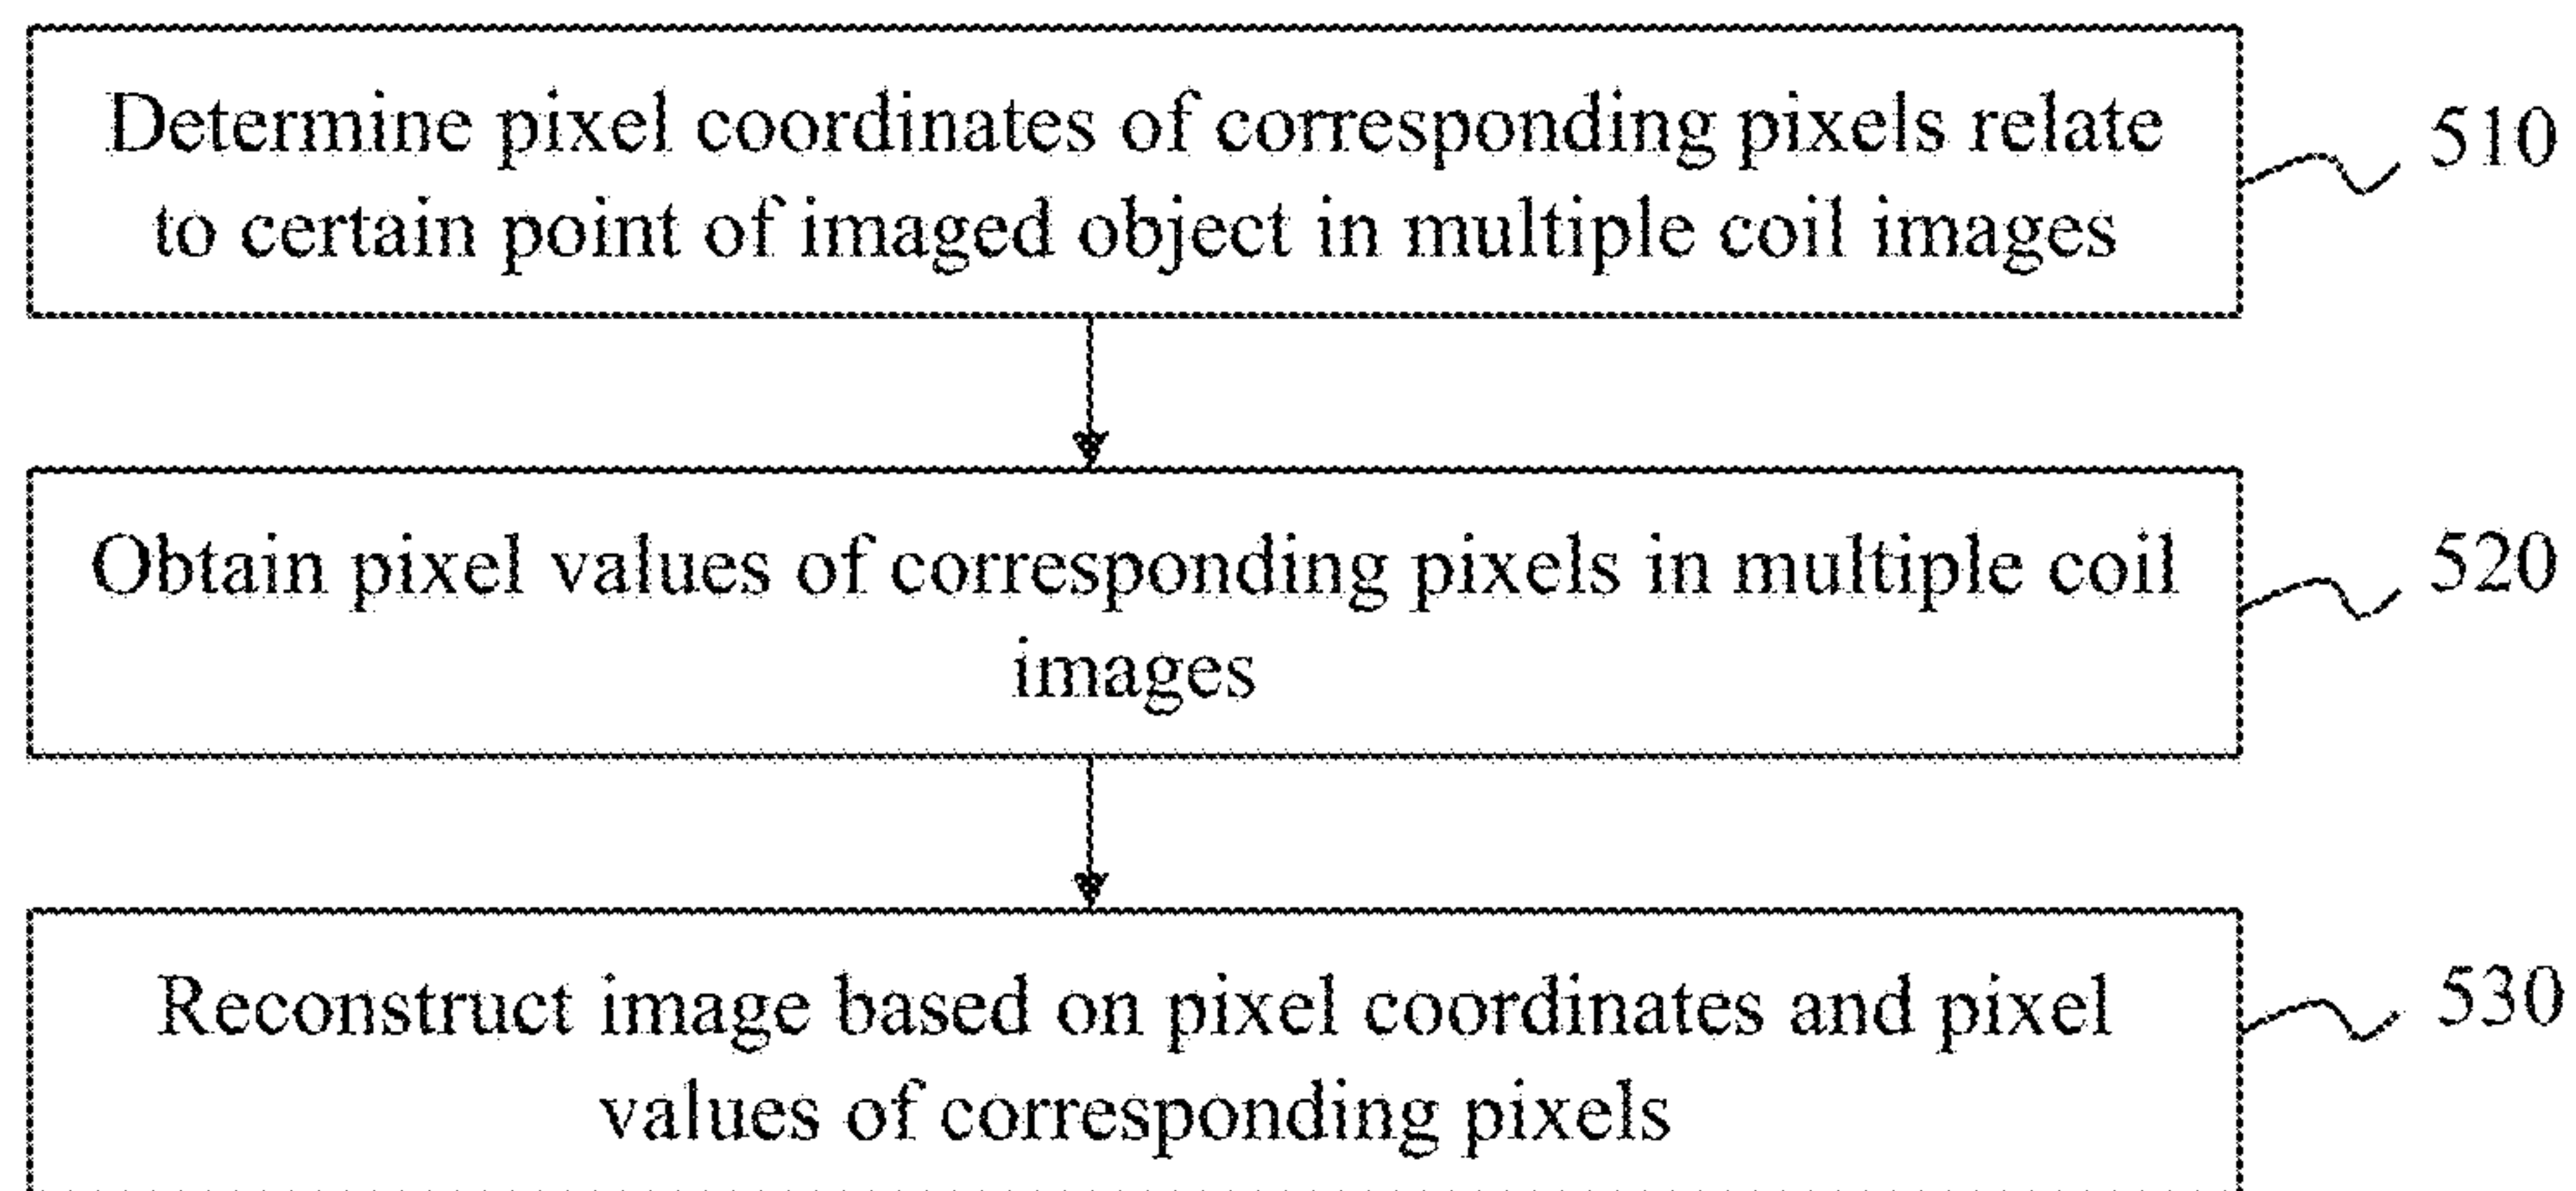 Determine pixel coordinates of corresponding pixels relate
to certain point of imaged object in multiple coil images
510
Obtain pixel values of corresponding pixels in multiple coil
images
520
Reconstruct image based on pixel coordinates and pixel
values of corresponding pixels
530